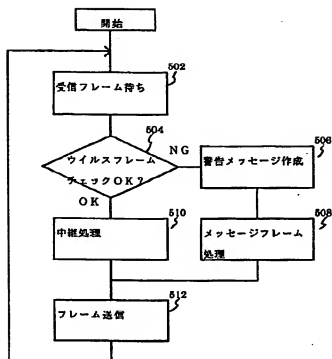 開始
502
受信フレーム待ち
504
ウイルスフレーム
チェックOK?
NG
506
警告メッセージ作成
OK
510
中継処理
508
メッセージフレーム
処理
512
フレーム送信